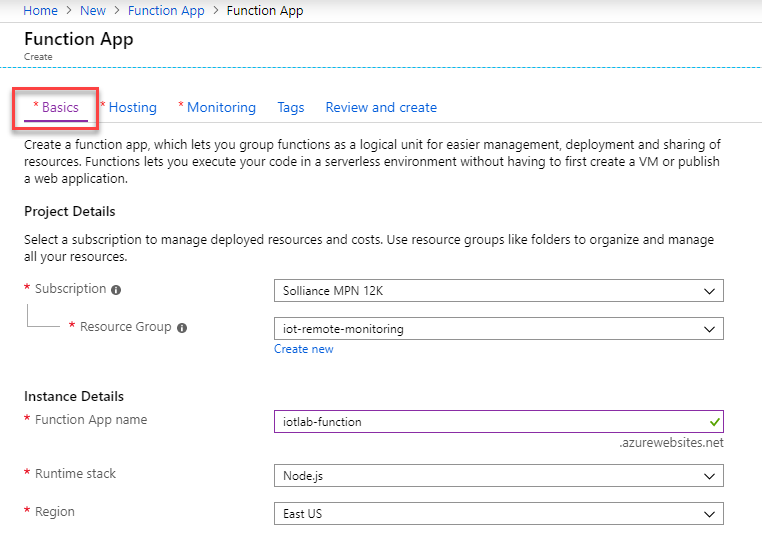 Home > New > Function App > Function App
Function App
Create
* Basics * Hosting * Monitoring Tags Review and create
Create a function app, which lets you group functions as a logical unit for easier management, deployment and sharing of
resources. Functions lets you execute your code in a serverless environment without having to first create a VM or publish
a web application.
Project Details
Select a subscription to manage deployed resources and costs. Use resource groups like folders to organize and manage
all your resources.
* Subscription Solliance MPN 12K
* Resource Group iot-remote-monitoring
Create new
Instance Details
* Function App name iotlab-function
.azurewebsites.net
* Runtime stack Node.js
* Region East US